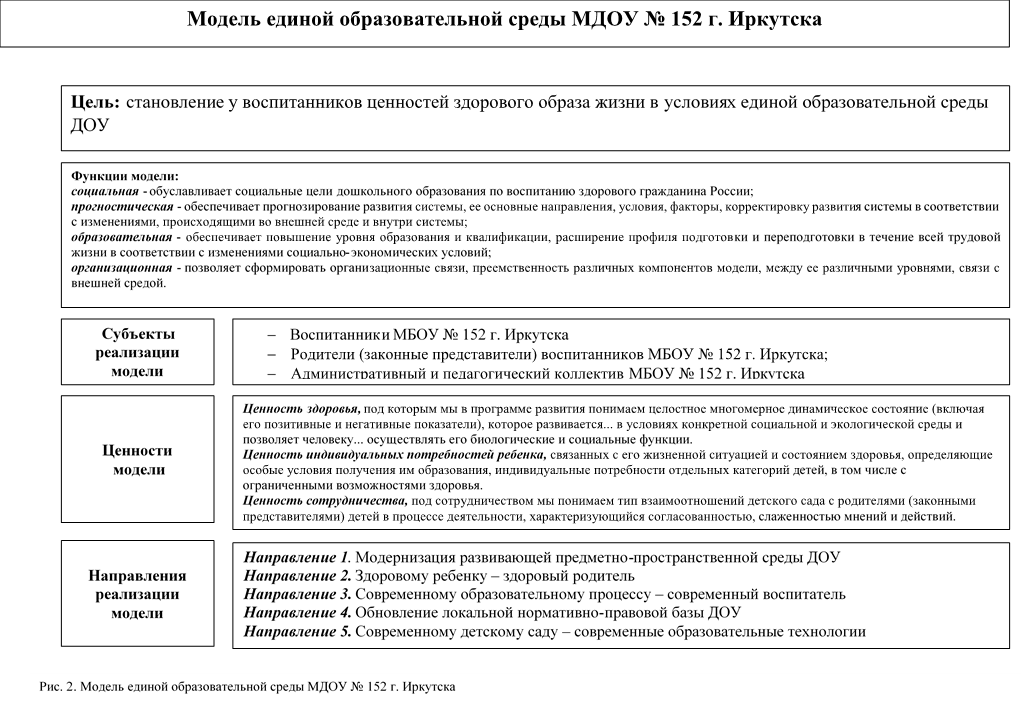 Модель единой образовательной среды МДОУ № 152 г. Иркутска
Цель: становление у воспитанников ценностей здорового образа жизни в условиях единой образовательной среды
ДОУ
Функции модели:
социальная - обуславливает социальные цели дошкольного образования по воспитанию здорового гражданина России;
прогностическая - обеспечивает прогнозирование развития системы, ее основные направления, условия, факторы, корректировку развития системы в соответствии
с изменениями, происходящими во внешней среде и внутри системы;
образовательная - обеспечивает повышение уровня образования и квалификации, расширение профиля подготовки и переподготовки в течение всей трудовой
жизни в соответствии с изменениями социально-экономических условий;
организационная - позволяет сформировать организационные связи, преемственность различных компонентов модели, между ее различными уровнями, связи с
внешней средой.
Субъекты
реализации
модели
– Воспитанники МБОУ № 152 г. Иркутска
– Родители (законные представители) воспитанников МБОУ № 152 г. Иркутска;
– Административный и педагогический коллектив МБОУ № 152 г. Иркутска
Ценности
модели
Ценность здоровья, под которым мы в программе развития понимаем целостное многомерное динамическое состояние (включая
его позитивные и негативные показатели), которое развивается... в условиях конкретной социальной и экологической среды и
позволяет человеку... осуществлять его биологические и социальные функции.
Ценность индивидуальных потребностей ребенка, связанных с его жизненной ситуацией и состоянием здоровья, определяющие
особые условия получения им образования, индивидуальные потребности отдельных категорий детей, в том числе с
ограниченными возможностями здоровья.
Ценность сотрудничества, под сотрудничеством мы понимаем тип взаимоотношений детского сада с родителями (законными
представителями) детей в процессе деятельности, характеризующийся согласованностью, слаженностью мнений и действий.
Направления
реализации
модели
Направление 1. Модернизация развивающей предметно-пространственной среды ДОУ
Направление 2. Здоровому ребенку – здоровый родитель
Направление 3. Современному образовательному процессу – современный воспитатель
Направление 4. Обновление локальной нормативно-правовой базы ДОУ
Направление 5. Современному детскому саду – современные образовательные технологии
Рис. 2. Модель единой образовательной среды МДОУ № 152 г. Иркутска